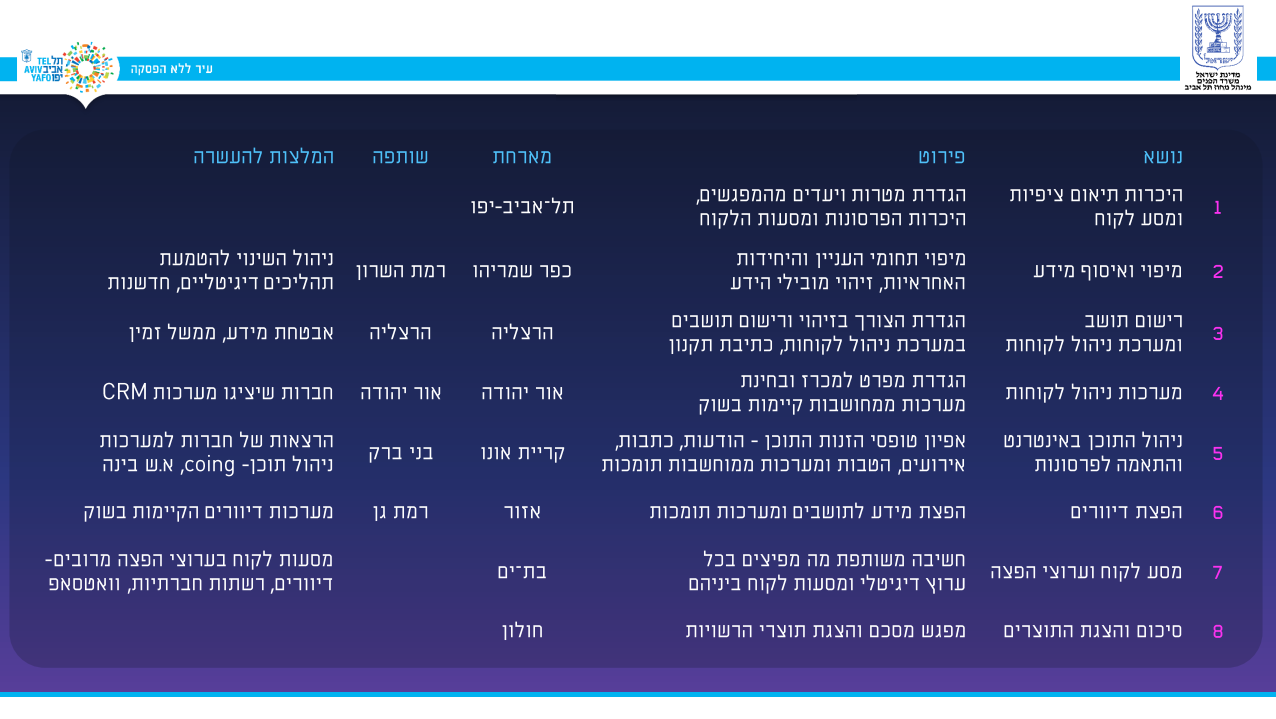 תל
אביב
יפו
TEL
AVIV
YAFO
עיר ללא הפסקה
מדינת ישראל
משרד הפנים
מינהל מחוז תל אביב
נושא פירוט מארחת שותפה המלצות להעשרה
1 היכרות תיאום ציפיות הגדרת מטרות ויעדים מהמפגשים, תל־אביב-יפו
ומסע לקוח היכרות הפרסונות ומסעות הלקוח
2 מיפוי ואיסוף מידע מיפוי תחומי העניין והיחידות כפר שמריהו רמת השרון ניהול השינוי להטמעת
האחראיות, זיהוי מובילי הידע תהליכים דיגיטליים, חדשנות
3 רישום תושב הגדרת הצורך בזיהוי ורישום תושבים הרצליה הרצליה אבטחת מידע, ממשל זמין
ומערכת ניהול לקוחות במערכת ניהול לקוחות, כתיבת תקנון
4 מערכות ניהול לקוחות הגדרת מפרט למכרז ובחינת אור יהודה אור יהודה חברות שיציגו מערכות CRM
מערכות ממחושבות קיימות בשוק
5 ניהול התוכן באינטרנט אפיון טופסי הזנות התוכן - הודעות, כתבות, קריית אונו בני ברק הרצאות של חברות למערכות
והתאמה לפרסונות אירועים, הטבות ומערכות ממוחשבות תומכות ניהול תוכן- coing, א.ש בינה
6 הפצת דיוורים הפצת מידע לתושבים ומערכות תומכות אזור רמת גן מערכות דיוורים הקיימות בשוק
7 מסע לקוח וערוצי הפצה חשיבה משותפת מה מפיצים בכל בת־ים מסעות לקוח בערוצי הפצה מרובים-
ערוץ דיגיטלי ומסעות לקוח ביניהם דיוורים, רשתות חברתיות, וואטסאפ
8 סיכום והצגת התוצרים מפגש מסכם והצגת תוצרי הרשויות חולון